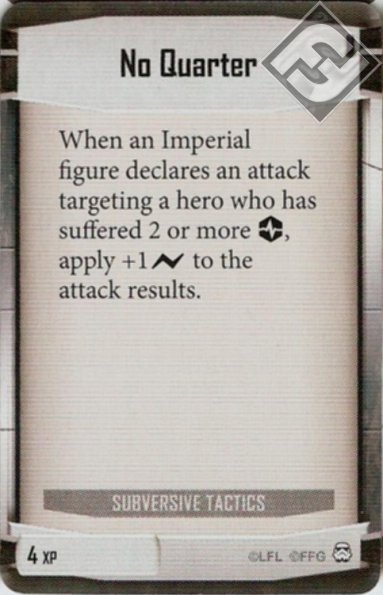 No Quarter
When an Imperial
figure declares an attack
targeting a hero who has
suffered 2 or more ,
apply +1 to the
attack results.
SUBVERSIVE TACTICS
4 XP
©LFL ©FFG